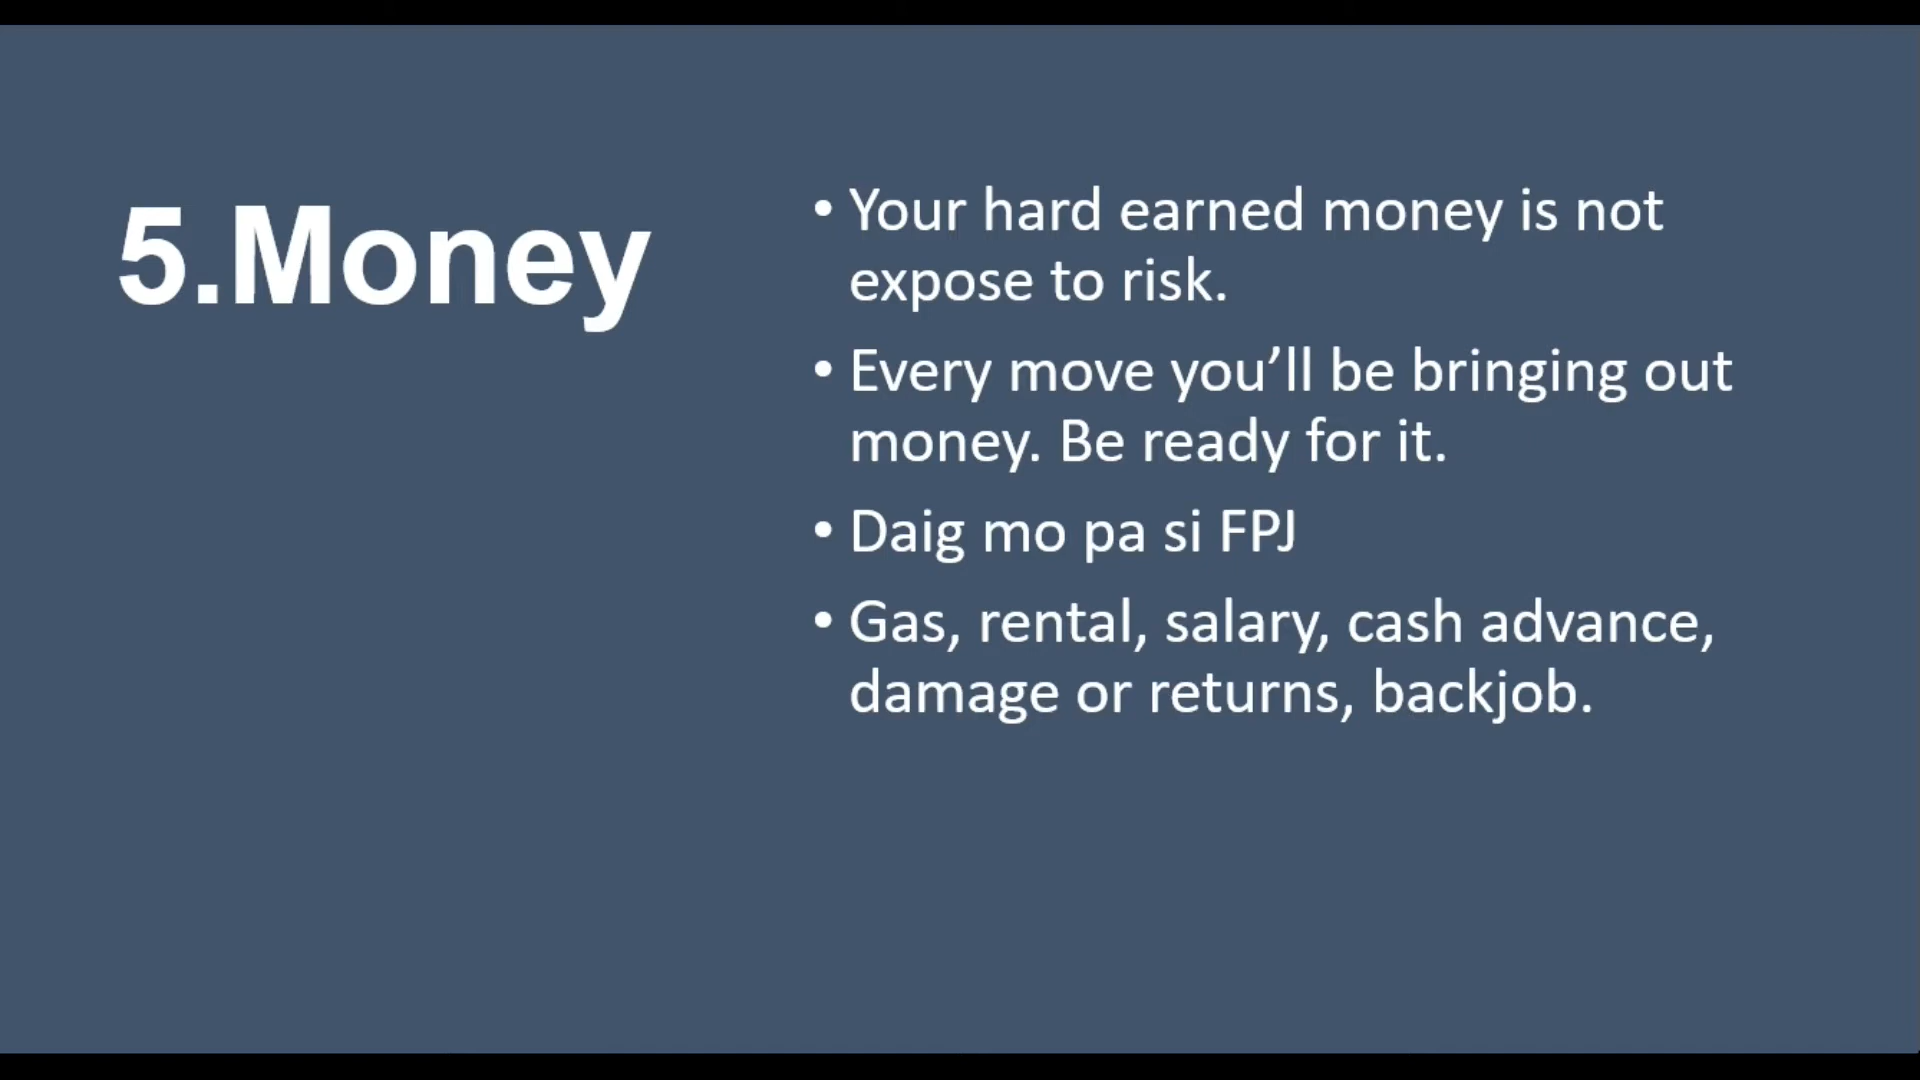 5.Money
• Your hard earned money is not
expose to risk.
• Every move you’ll be bringing out
money. Be ready for it.
• Daig mo pa si FPJ
• Gas, rental, salary, cash advance,
damage or returns, backjob.